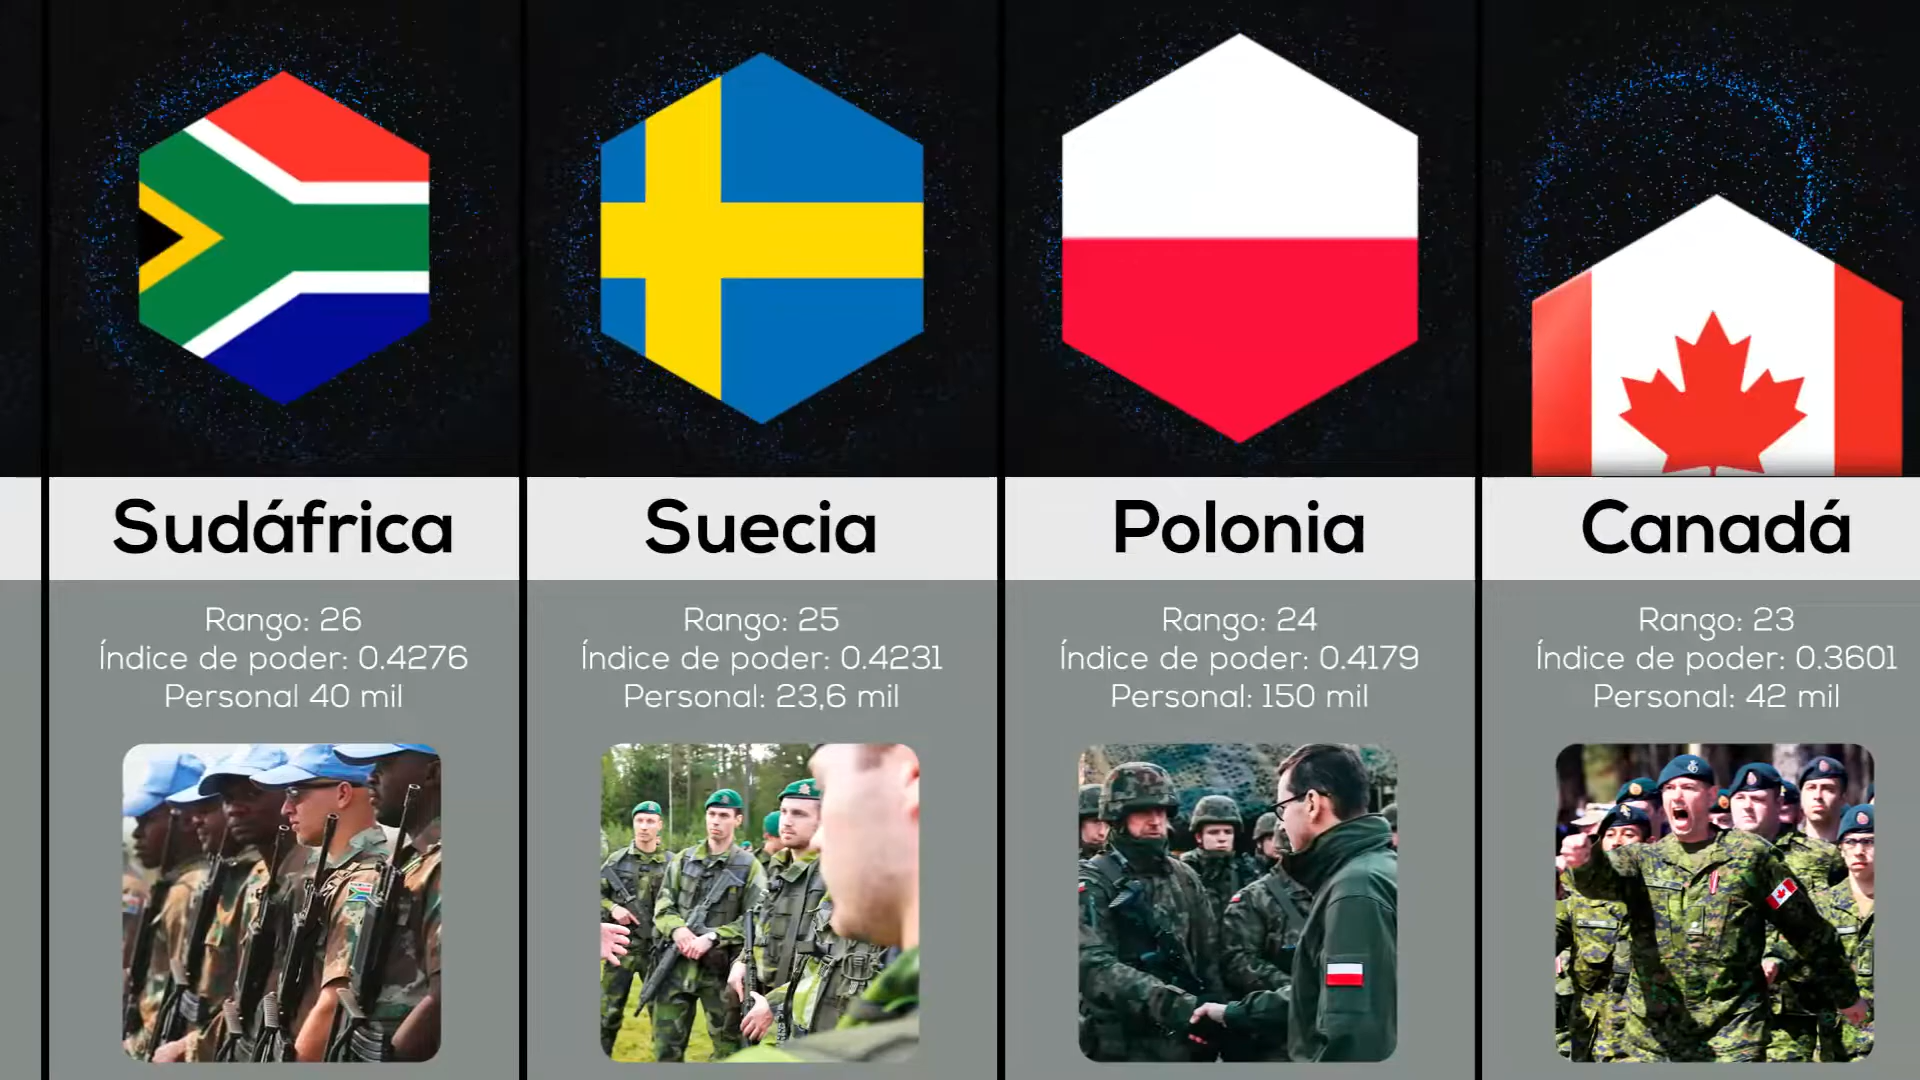 Sudáfrica
Rango: 26
Índice de poder: 0.4276
Personal 40 mil
Suecia
Rango: 25
Índice de poder: 0.4231
Personal: 23,6 mil
Polonia
Rango: 24
Índice de poder: 0.4179
Personal: 150 mil
Canadá
Rango: 23
Índice de poder: 0.3601
Personal: 42 mil